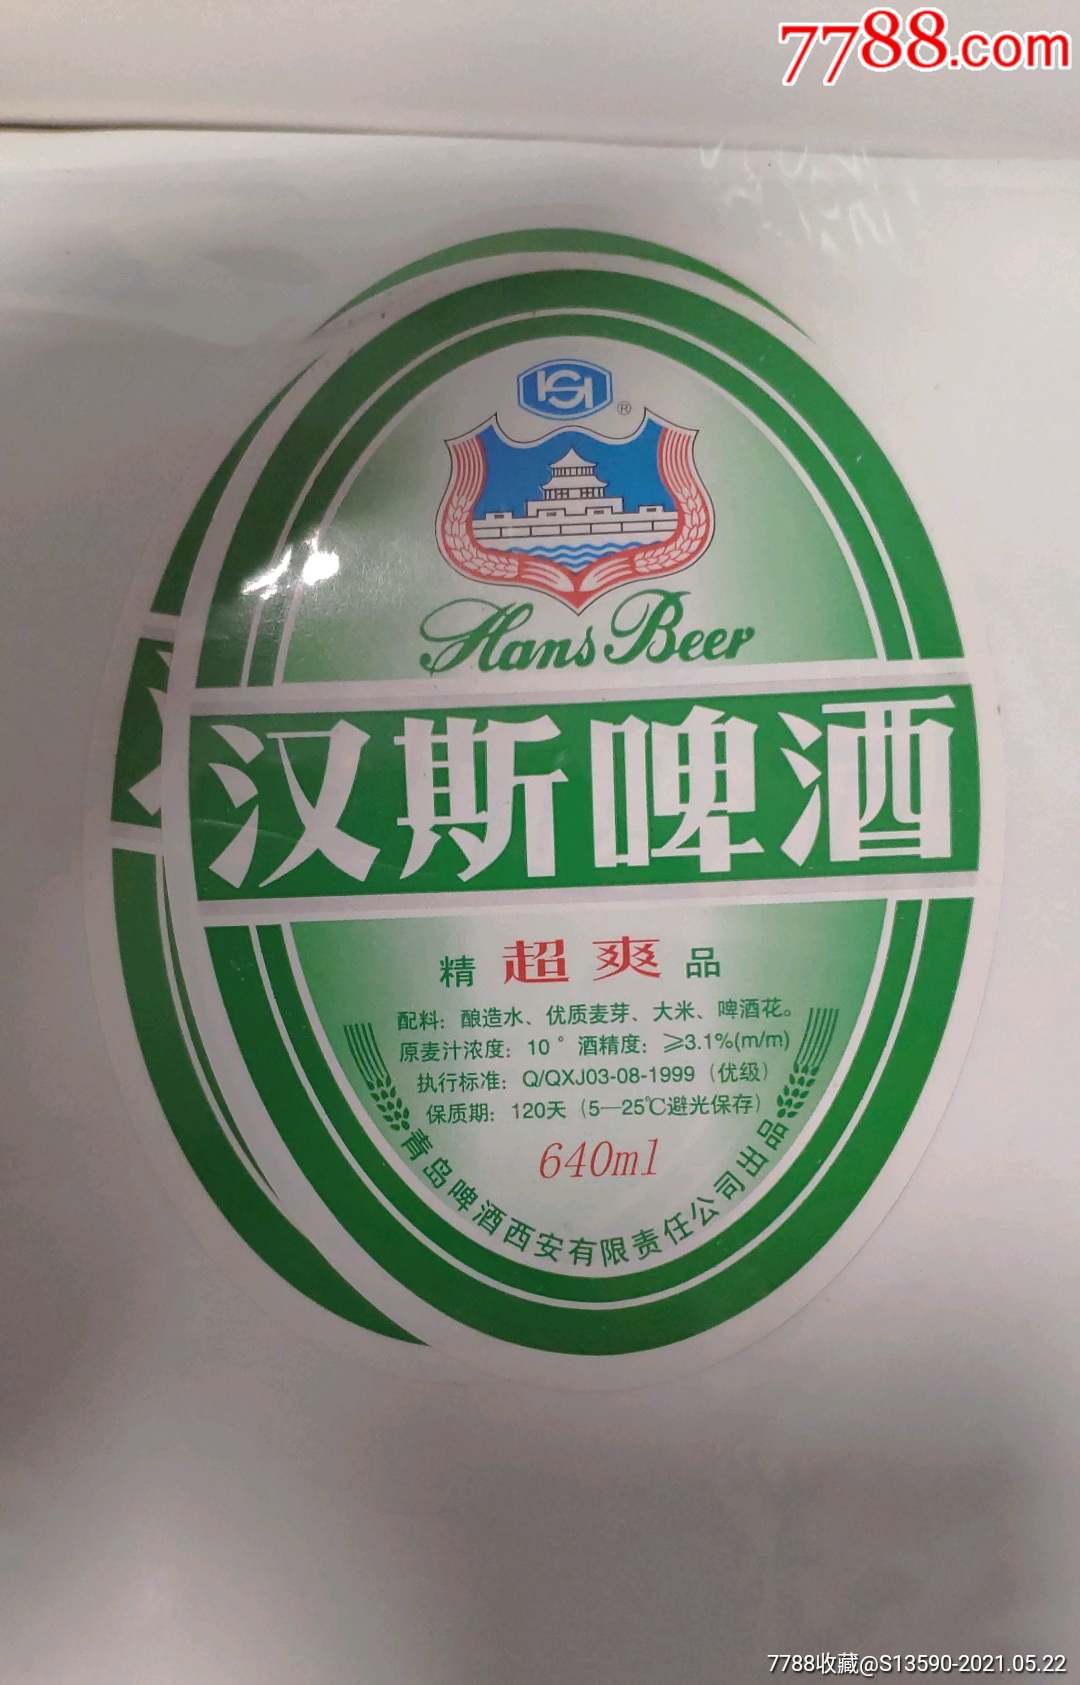 7788.com
HS
®
Hans Beer
汉斯啤酒
精 超 爽 品
配料：酿造水、优质麦芽、大米、啤酒花。
原麦汁浓度：10 ° 酒精度：≥3.1%(m/m)
执行标准：Q/QXJ03-08-1999（优级）
保质期：120天（5—25℃避光保存）
640ml
青岛啤酒西安有限责任公司出品
7788收藏@S13590-2021.05.22